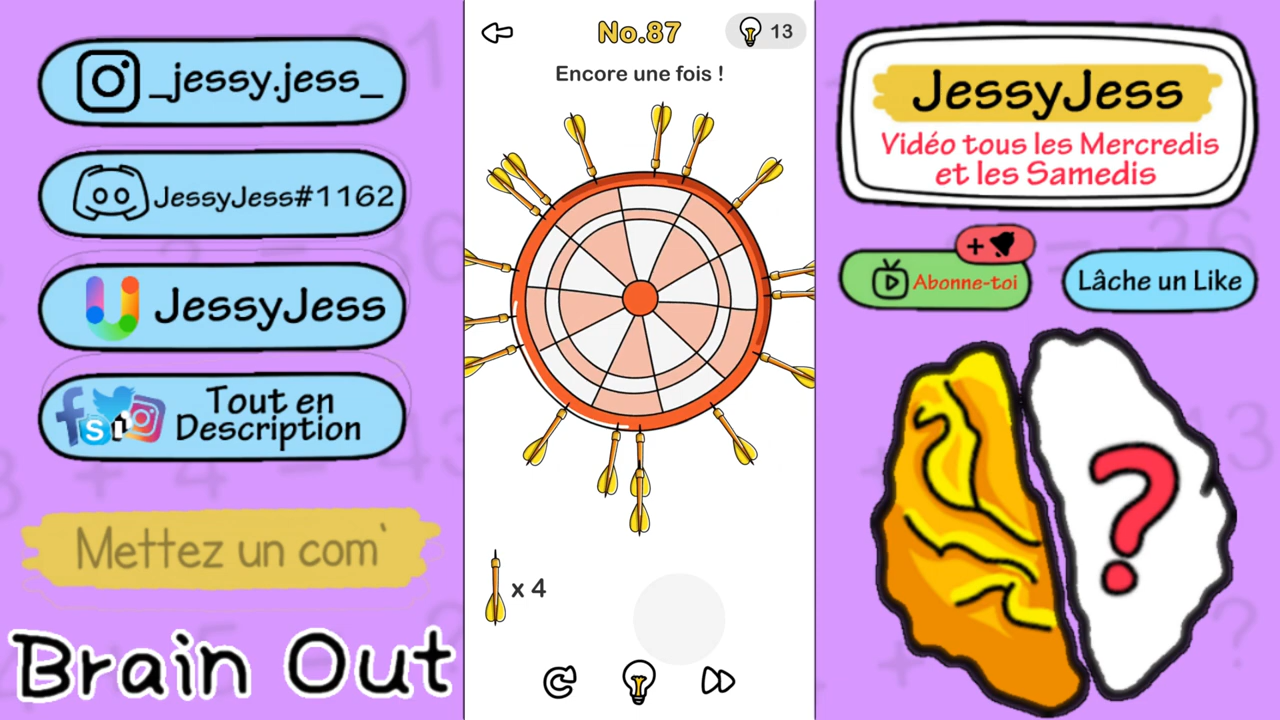 _jessy.jess_
JessyJess#1162
JessyJess
Tout en
Description
Mettez un com`
Brain Out
No.87
13
Encore une fois !
x 4
JessyJess
Vidéo tous les Mercredis
et les Samedis
+
Abonne-toi
Lâche un Like
?